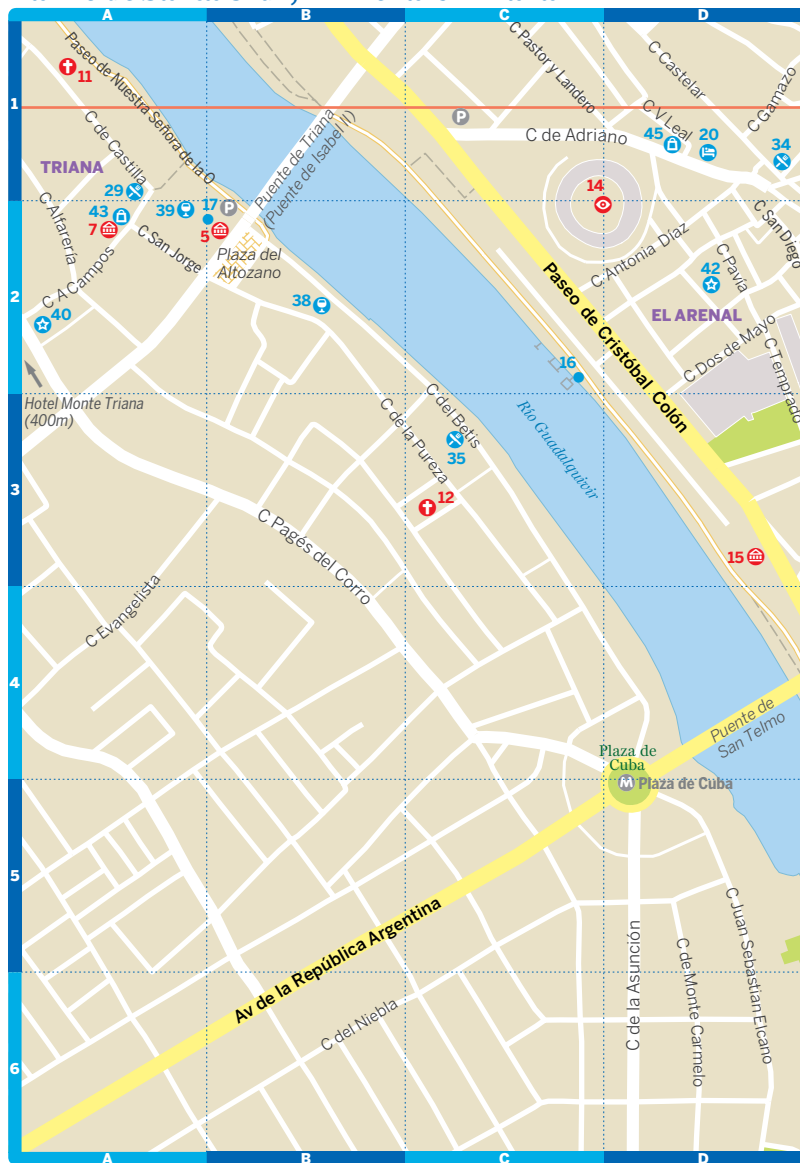 A
B
C
D
1
2
3
4
5
6
11
Paseo de Nuestra Señora de la O
C de Castilla
TRIANA
29
43
7
39
17
P
5
C Alfarería
C San Jorge
C A Campos
40
Hotel Monte Triana
(400m)
Puente de Triana
(Puente de Isabel II)
Plaza del
Altozano
38
P
C Pastor y Landero
C Castelar
C Gamazo
C V Leal
45
20
34
C de Adriano
14
C San Diego
C Antonia Díaz
C Pavía
42
EL ARENAL
C Dos de Mayo
C Temprado
Paseo de Cristóbal Colón
16
Río Guadalquivir
C del Betis
C de la Pureza
35
12
15
C Pagés del Corro
C Evangelista
Puente de
San Telmo
Plaza de
Cuba
M Plaza de Cuba
Av de la República Argentina
C del Niebla
C de la Asunción
C de Monte Carmelo
C Juan Sebastian Elcano
A
B
C
D